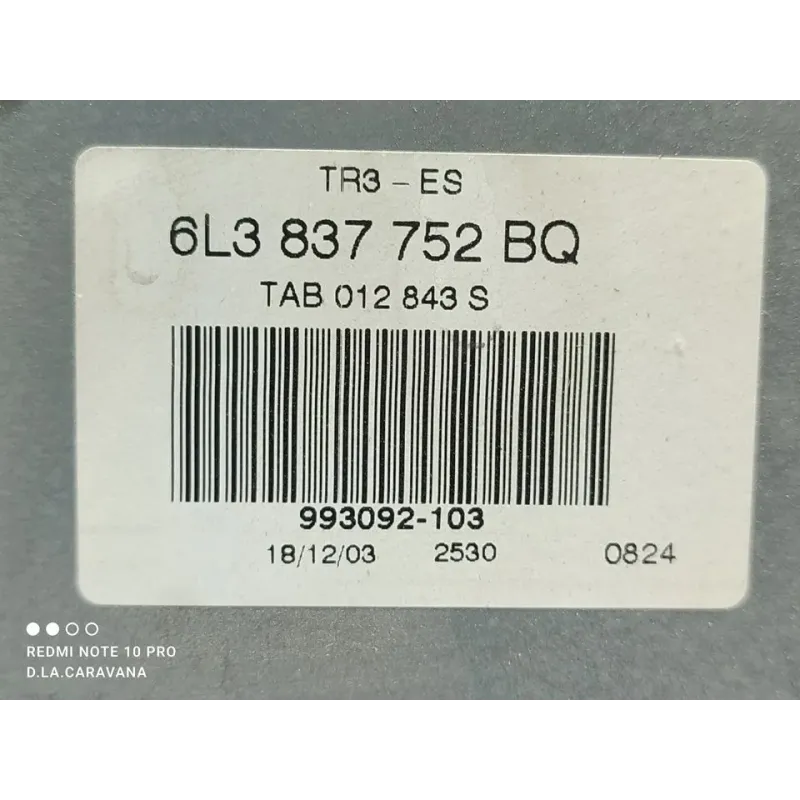 TR3 - ES
6L3 837 752 BQ
TAB 012 843 S
993092-103
18/12/03 2530 0824
REDMI NOTE 10 PRO
D.LA.CARAVANA